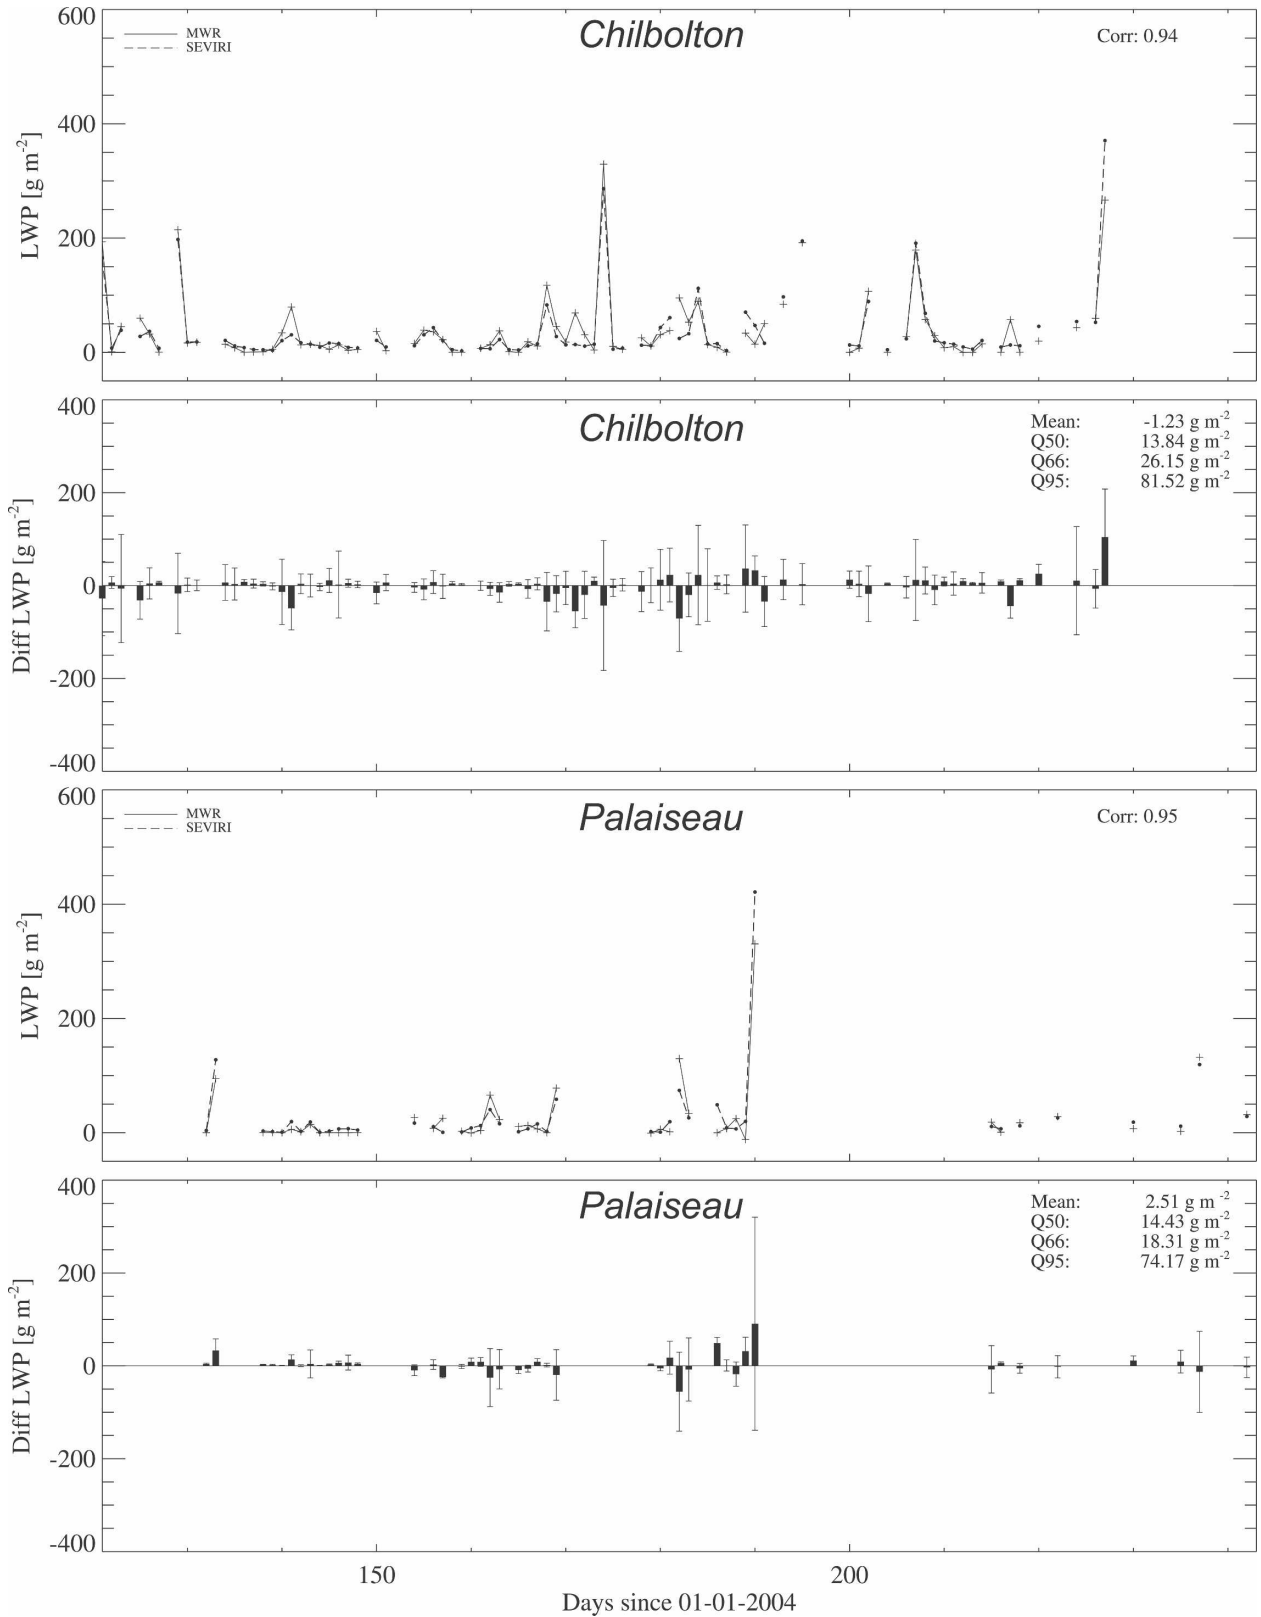 600
MWR
SEVIRI
Chilbolton
Corr: 0.94
400
200
0
LWP [g m-2]
400
Chilbolton
Mean: -1.23 g m-2
Q50: 13.84 g m-2
Q66: 26.15 g m-2
Q95: 81.52 g m-2
200
0
-200
-400
Diff LWP [g m-2]
600
MWR
SEVIRI
Palaiseau
Corr: 0.95
400
200
0
LWP [g m-2]
400
Palaiseau
Mean: 2.51 g m -2
Q50: 14.43 g m-2
Q66: 18.31 g m-2
Q95: 74.17 g m-2
200
0
-200
-400
Diff LWP [g m-2]
150 200
Days since 01-01-2004